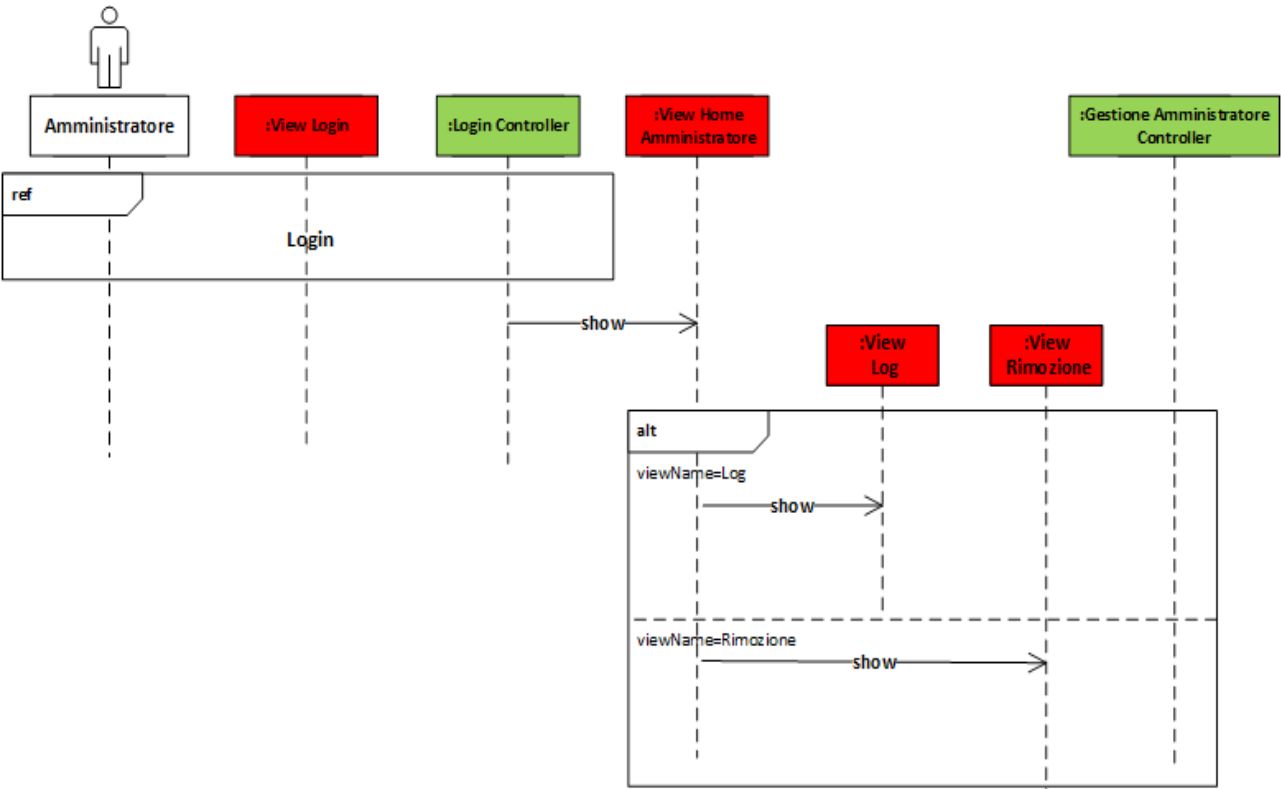 Amministratore
:View Login
:Login Controller
:View Home
Amministratore
:Gestione Amministratore
Controller
ref
Login
show
:View
Log
:View
Rimozione
alt
viewName=Log
show
viewName=Rimozione
show